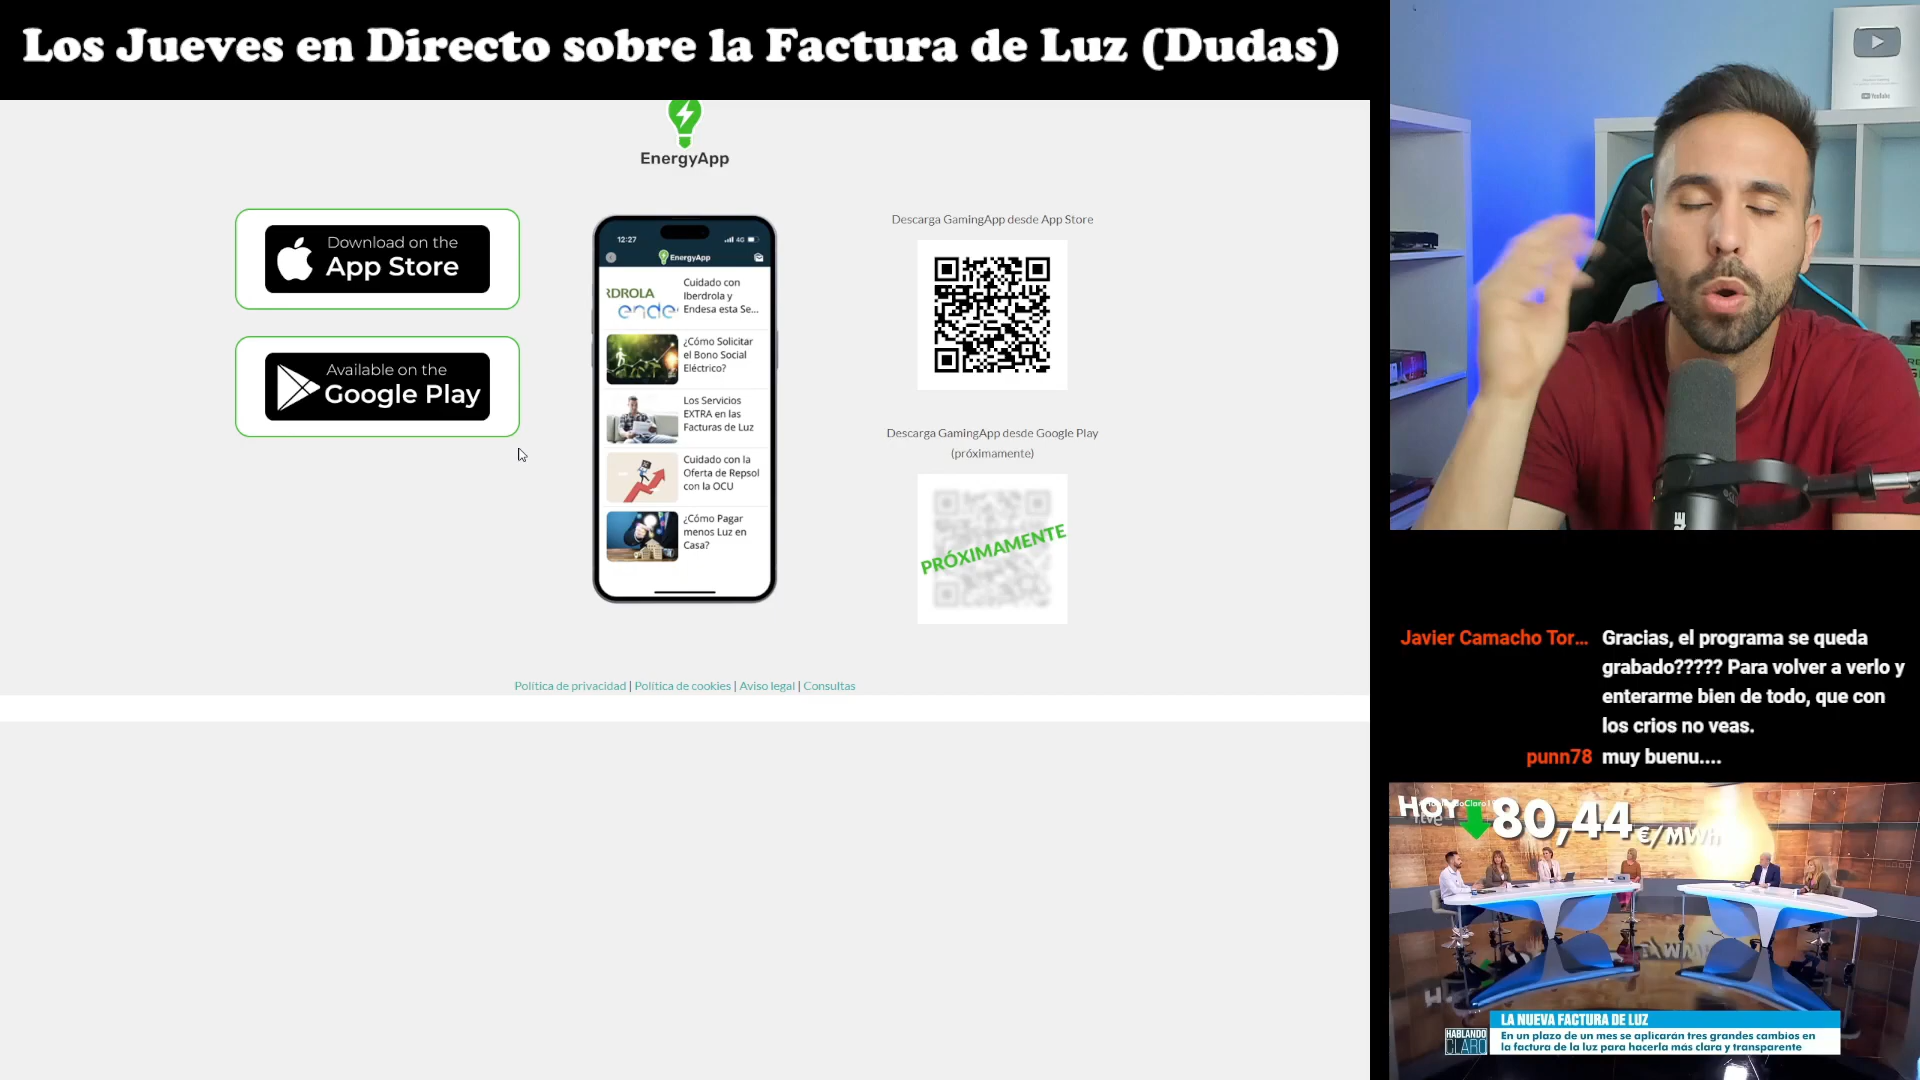 Los Jueves en Directo sobre la Factura de Luz (Dudas)
EnergyApp
Download on the
App Store
Available on the
Google Play
12:27
4G
EnergyApp
RDROLA
ende
Cuidado con
Iberdrola y
Endesa esta Se...
¿Cómo Solicitar
el Bono Social
Eléctrico?
Los Servicios
EXTRA en las
Facturas de Luz
Cuidado con la
Oferta de Repsol
con la OCU
¿Cómo Pagar
menos Luz en
Casa?
Descarga GamingApp desde App Store
Descarga GamingApp desde Google Play
(próximamente)
PRÓXIMAMENTE
Política de privacidad | Política de cookies | Aviso legal | Consultas
YouTube
Javier Camacho Tor... Gracias, el programa se queda
grabado????? Para volver a verlo y
enterarme bien de todo, que con
los crios no veas.
punn78 muy buenu....
HOY 80,44 €/MWh
rtve
LA NUEVA FACTURA DE LUZ
HABLANDO
CLARO
En un plazo de un mes se aplicarán tres grandes cambios en
la factura de la luz para hacerla más clara y transparente